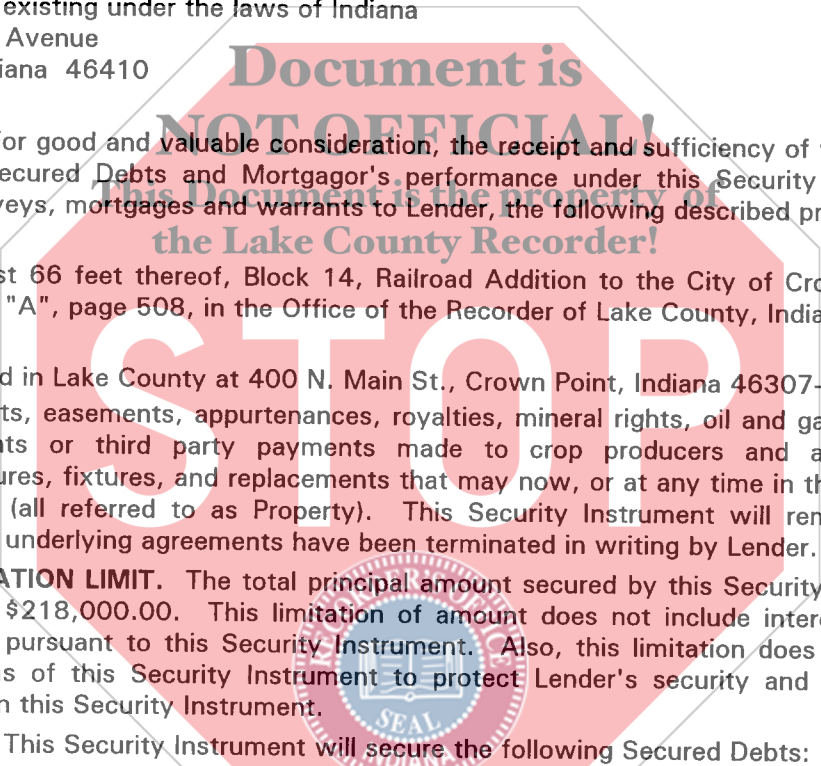 existing under the laws of Indiana
Avenue
iana 46410
Document is
NOT OFFICIAL!
This Document is the property of
the Lake County Recorder!
or good and valuable consideration, the receipt and sufficiency of
ecured Debts and Mortgagor's performance under this Security
veys, mortgages and warrants to Lender, the following described pr
st 66 feet thereof, Block 14, Railroad Addition to the City of Cro
"A", page 508, in the Office of the Recorder of Lake County, India
STOP
d in Lake County at 400 N. Main St., Crown Point, Indiana 46307-
ts, easements, appurtenances, royalties, mineral rights, oil and ga
nts or third party payments made to crop producers and a
ures, fixtures, and replacements that may now, or at any time in th
(all referred to as Property). This Security Instrument will ren
underlying agreements have been terminated in writing by Lender.
ATION LIMIT. The total principal amount secured by this Security
$218,000.00. This limitation of amount does not include intere
pursuant to this Security Instrument. Also, this limitation does
is of this Security Instrument to protect Lender's security and
n this Security Instrument.
RECORDER'S OFFICE
SEAL
INDIANA
This Security Instrument will secure the following Secured Debts: